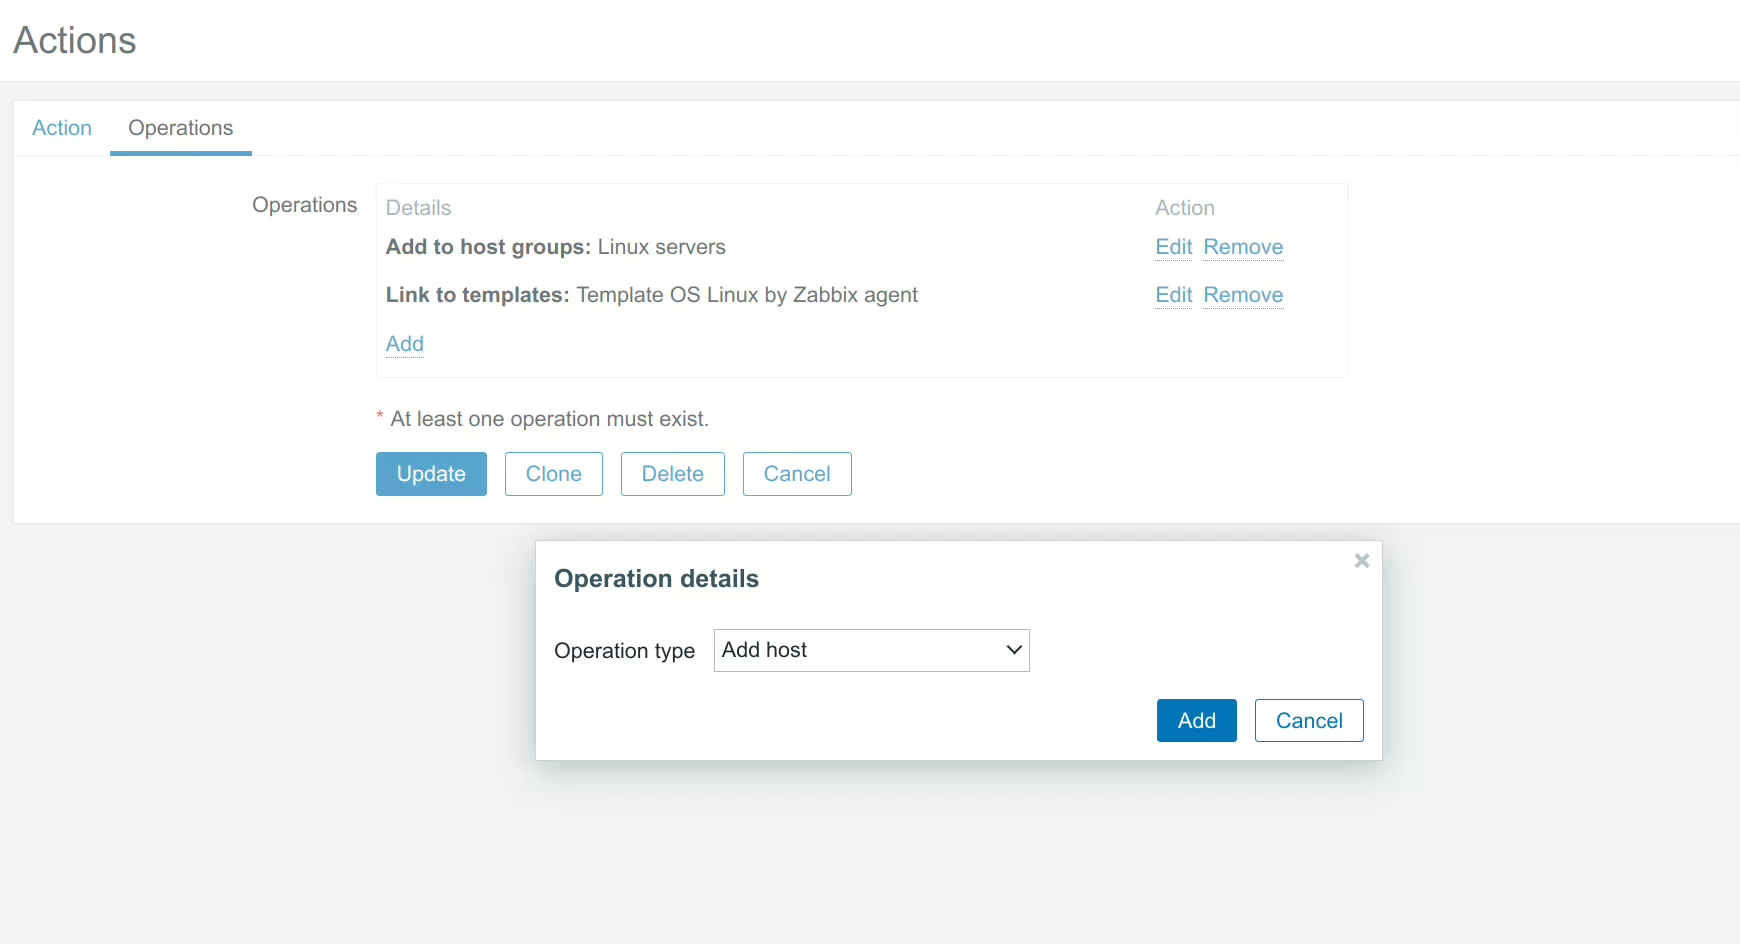 Actions
Action Operations
Operations Details Action
Add to host groups: Linux servers Edit Remove
Link to templates: Template OS Linux by Zabbix agent Edit Remove
Add
* At least one operation must exist.
Update Clone Delete Cancel
Operation details
Operation type Add host
Add Cancel